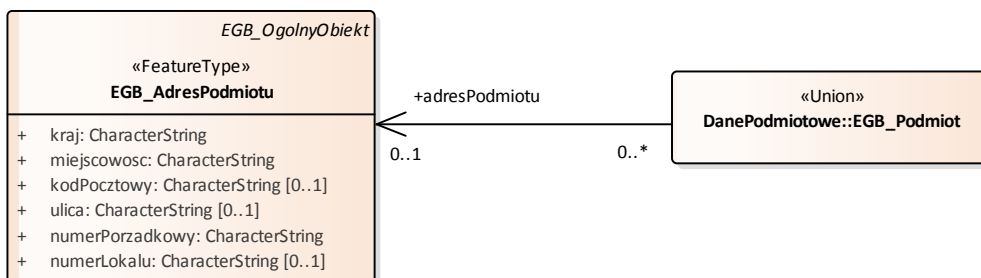 EGB_OgolnyObiekt
«FeatureType»
EGB_AdresPodmiotu
+ kraj: CharacterString
+ miejscowosc: CharacterString
+ kodPocztowy: CharacterString [0..1]
+ ulica: CharacterString [0..1]
+ numerPorzadkowy: CharacterString
+ numerLokalu: CharacterString [0..1]
+adresPodmiotu
0..1
0..*
«Union»
DanePodmiotowe::EGB_Podmiot